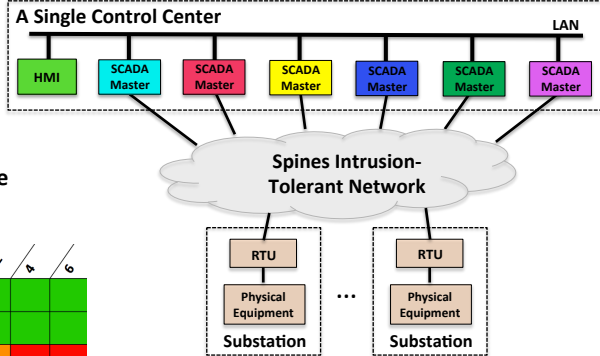 A Single Control Center
LAN
HMI
SCADA
Master
SCADA
Master
SCADA
Master
SCADA
Master
SCADA
Master
SCADA
Master
Spines Intrusion-
Tolerant Network
4
6
RTU
RTU
Physical
Equipment
...
Physical
Equipment
Substation
Substation